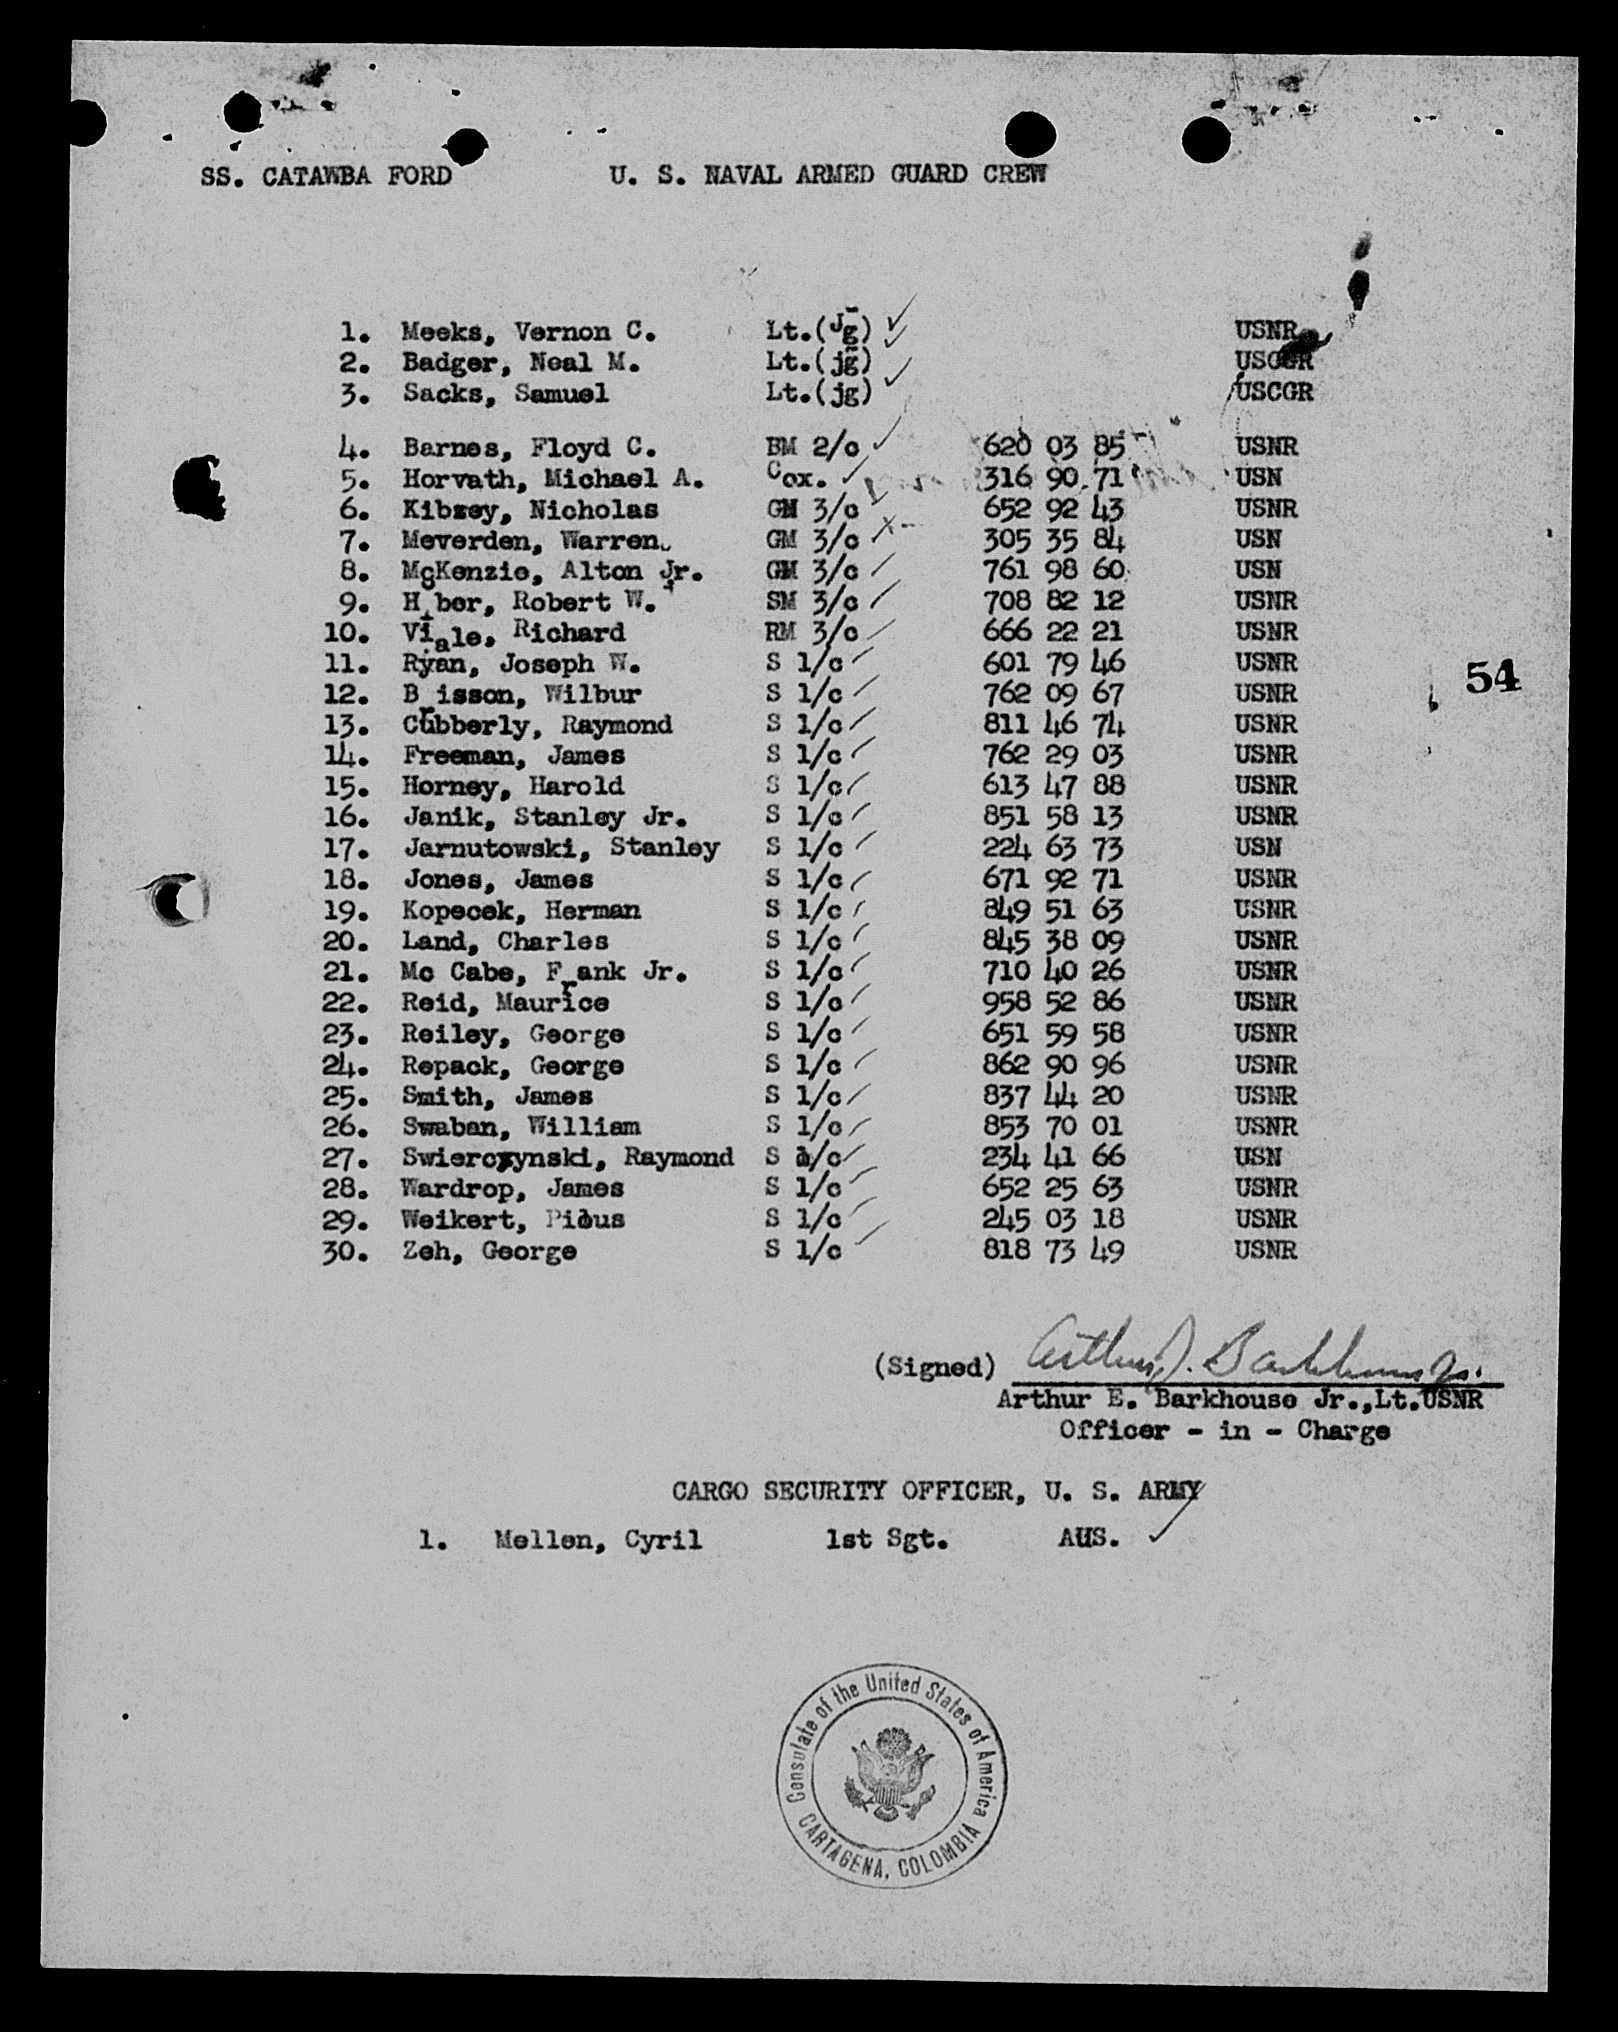 SS. CATAWBA FORD U. S. NAVAL ARMED GUARD CREW
1. Meeks, Vernon C. Lt.(Jg) USNR
2. Badger, Neal M. Lt.(jg) USCGR
3. Sacks, Samuel Lt.(jg) USCGR
4. Barnes, Floyd C. BM 2/c 620 03 85 USNR
5. Horvath, Michael A. Cox. 316 90 71 USN
6. Kibzey, Nicholas GM 3/c 652 92 43 USNR
7. Meverden, Warren. GM 3/c 305 35 84 USN
8. McKenzie, Alton Jr. GM 3/c 761 98 60 USN
9. Hiber, Robert W. SM 3/c 708 82 12 USNR
10. Viale, Richard RM 3/c 666 22 21 USNR
11. Ryan, Joseph W. S 1/c 601 79 46 USNR
12. Brisson, Wilbur S 1/c 762 09 67 USNR
13. Cubberly, Raymond S 1/c 811 46 74 USNR
14. Freeman, James S 1/c 762 29 03 USNR
15. Horney, Harold S 1/c 613 47 88 USNR
16. Janik, Stanley Jr. S 1/c 851 58 13 USNR
17. Jarnutowski, Stanley S 1/c 224 63 73 USN
54
18. Jones, James S 1/c 671 92 71 USNR
19. Kopecek, Herman S 1/c 849 51 63 USNR
20. Land, Charles S 1/c 845 38 09 USNR
21. Mc Cabe, Frank Jr. S 1/c 710 40 26 USNR
22. Reid, Maurice S 1/c 958 52 86 USNR
23. Reiley, George S 1/c 651 59 58 USNR
24. Repack, George S 1/c 862 90 96 USNR
25. Smith, James S 1/c 837 44 20 USNR
26. Swaban, William S 1/c 853 70 01 USNR
27. Swierczynski, Raymond S 1/c 234 41 66 USN
28. Wardrop, James S 1/c 652 25 63 USNR
29. Weikert, Pious S 1/c 245 03 18 USNR
30. Zeh, George S 1/c 818 73 49 USNR
(Signed) Arthur J. Barkhouse Jr.
Arthur E. Barkhouse Jr.,Lt.USNR
Officer - in - Charge
CARGO SECURITY OFFICER, U. S. ARMY
1. Mellen, Cyril 1st Sgt. AUS.
Consulate of the United States of America
CARTAGENA, COLOMBIA